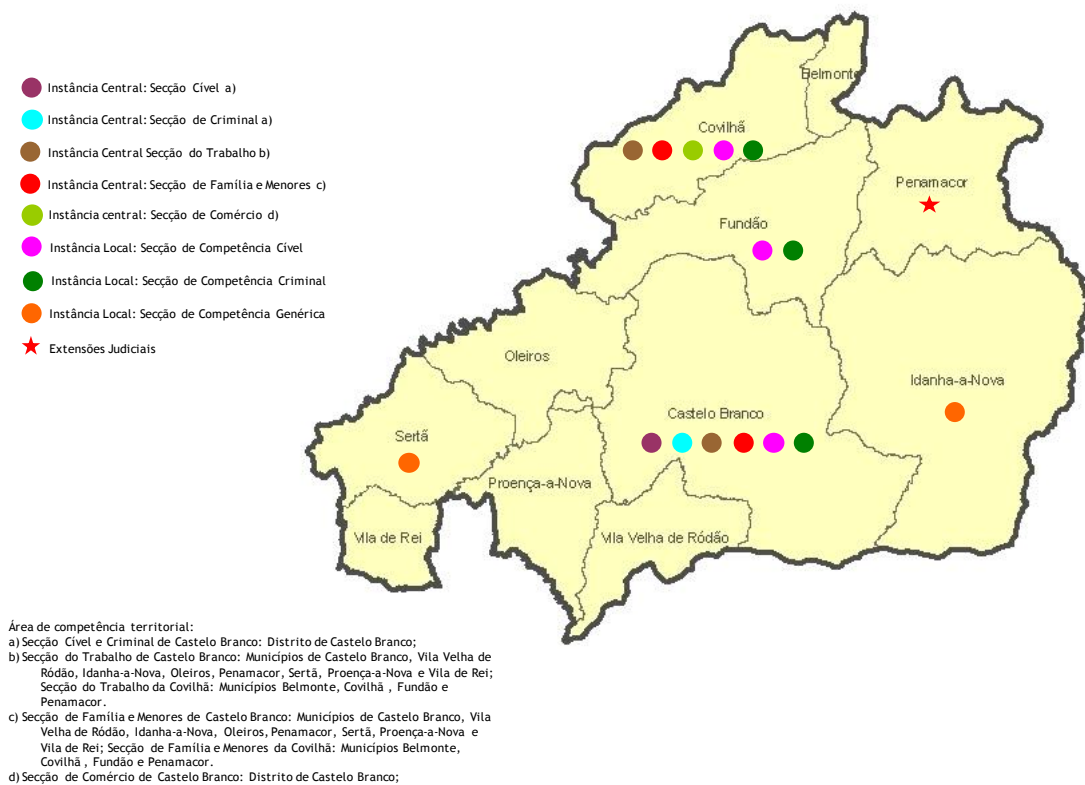 Instância Central: Secção Cível a)
Instância Central: Secção de Criminal a)
Instância Central Secção do Trabalho b)
Instância Central: Secção de Família e Menores c)
Instância central: Secção de Comércio d)
Instância Local: Secção de Competência Cível
Instância Local: Secção de Competência Criminal
Instância Local: Secção de Competência Genérica
Extensões Judiciais
Belmonte
Covilhã
Penamacor
Fundão
Oleiros
Idanha-a-Nova
Castelo Branco
Sertã
Proença-a-Nova
Vila de Rei
Vila Velha de Ródão
Área de competência territorial:
a) Secção Cível e Criminal de Castelo Branco: Distrito de Castelo Branco;
b) Secção do Trabalho de Castelo Branco: Municípios de Castelo Branco, Vila Velha de
Ródão, Idanha-a-Nova, Oleiros, Penamacor, Sertã, Proença-a-Nova e Vila de Rei;
Secção do Trabalho da Covilhã: Municípios Belmonte, Covilhã , Fundão e
Penamacor.
c) Secção de Família e Menores de Castelo Branco: Municípios de Castelo Branco, Vila
Velha de Ródão, Idanha-a-Nova, Oleiros, Penamacor, Sertã, Proença-a-Nova e
Vila de Rei; Secção de Família e Menores da Covilhã: Municípios Belmonte,
Covilhã , Fundão e Penamacor.
d) Secção de Comércio de Castelo Branco: Distrito de Castelo Branco;